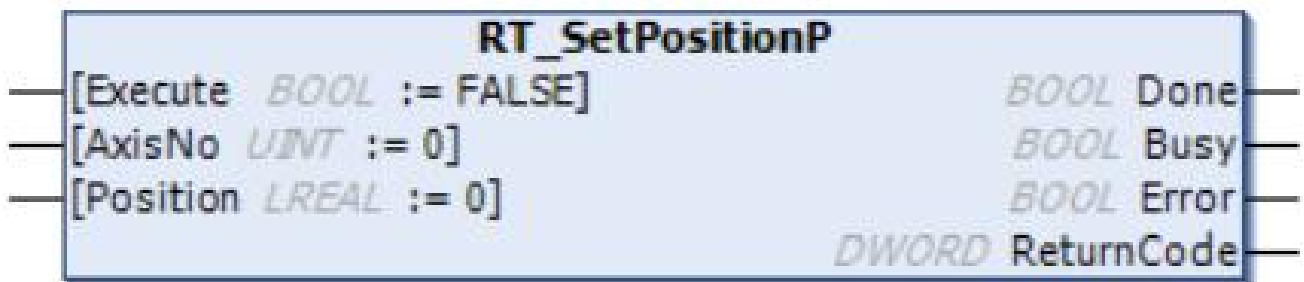 RT_SetPositionP
[Execute BOOL := FALSE] BOOL Done
[AxisNo UINT := 0] BOOL Busy
[Position LREAL := 0] BOOL Error
DWORD ReturnCode